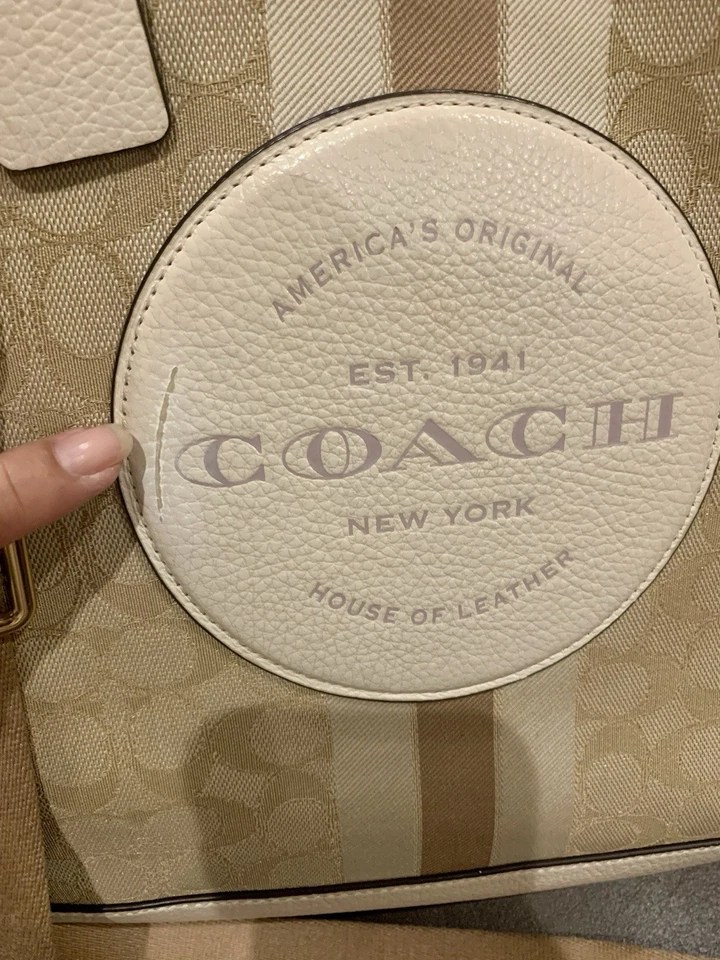 AMERICA'S ORIGINAL
EST. 1941
COACH
NEW YORK
HOUSE OF LEATHER